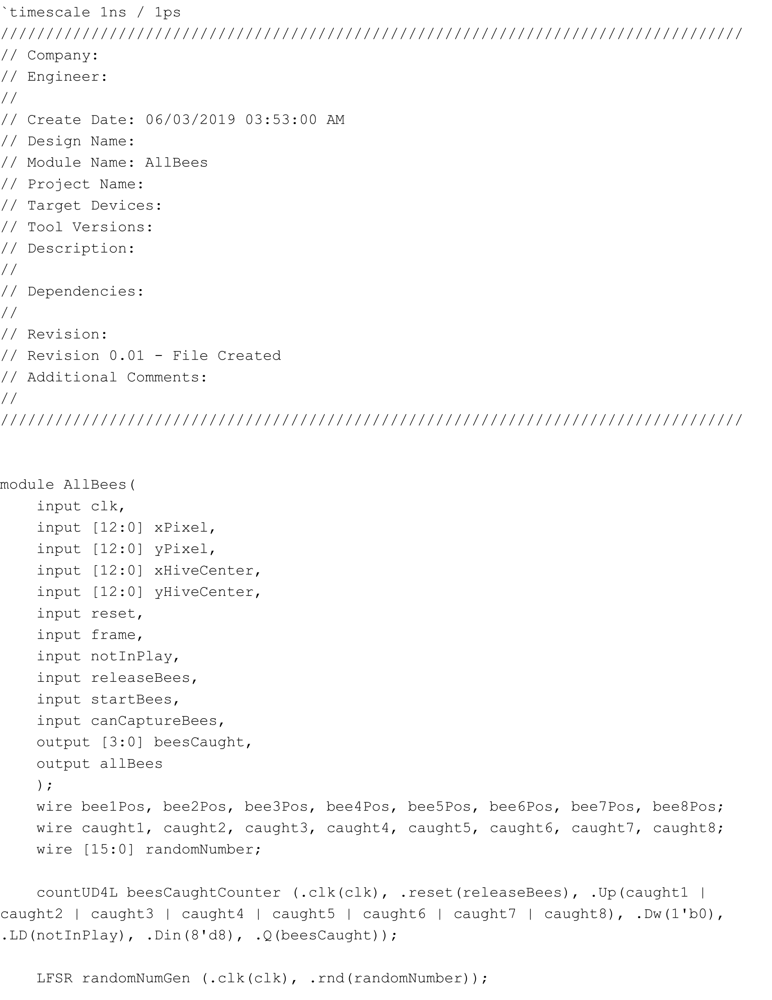 `timescale 1ns / 1ps
//////////////////////////////////////////////////////////////////////////////////
// Company:
// Engineer:
//
// Create Date: 06/03/2019 03:53:00 AM
// Design Name:
// Module Name: AllBees
// Project Name:
// Target Devices:
// Tool Versions:
// Description:
//
// Dependencies:
//
// Revision:
// Revision 0.01 - File Created
// Additional Comments:
//
//////////////////////////////////////////////////////////////////////////////////
module AllBees(
    input clk,
    input [12:0] xPixel,
    input [12:0] yPixel,
    input [12:0] xHiveCenter,
    input [12:0] yHiveCenter,
    input reset,
    input frame,
    input notInPlay,
    input releaseBees,
    input startBees,
    input canCaptureBees,
    output [3:0] beesCaught,
    output allBees
    );
    wire bee1Pos, bee2Pos, bee3Pos, bee4Pos, bee5Pos, bee6Pos, bee7Pos, bee8Pos;
    wire caught1, caught2, caught3, caught4, caught5, caught6, caught7, caught8;
    wire [15:0] randomNumber;
    countUD4L beesCaughtCounter (.clk(clk), .reset(releaseBees), .Up(caught1 |
caught2 | caught3 | caught4 | caught5 | caught6 | caught7 | caught8), .Dw(1'b0),
.LD(notInPlay), .Din(8'd8), .Q(beesCaught));
    LFSR randomNumGen (.clk(clk), .rnd(randomNumber));